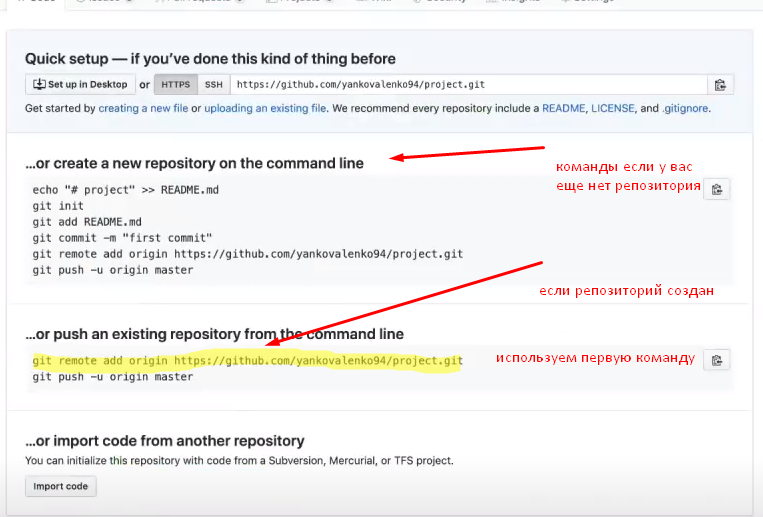 Quick setup — if you've done this kind of thing before
Set up in Desktop or HTTPS SSH https://github.com/yankovalenko94/project.git
Get started by creating a new file or uploading an existing file. We recommend every repository include a README, LICENSE, and .gitignore.
…or create a new repository on the command line
команды если у вас
еще нет репозитория
echo "# project" >> README.md
git init
git add README.md
git commit -m "first commit"
git remote add origin https://github.com/yankovalenko94/project.git
git push -u origin master
если репозиторий создан
…or push an existing repository from the command line
используем первую команду
git remote add origin https://github.com/yankovalenko94/project.git
git push -u origin master
…or import code from another repository
You can initialize this repository with code from a Subversion, Mercurial, or TFS project.
Import code